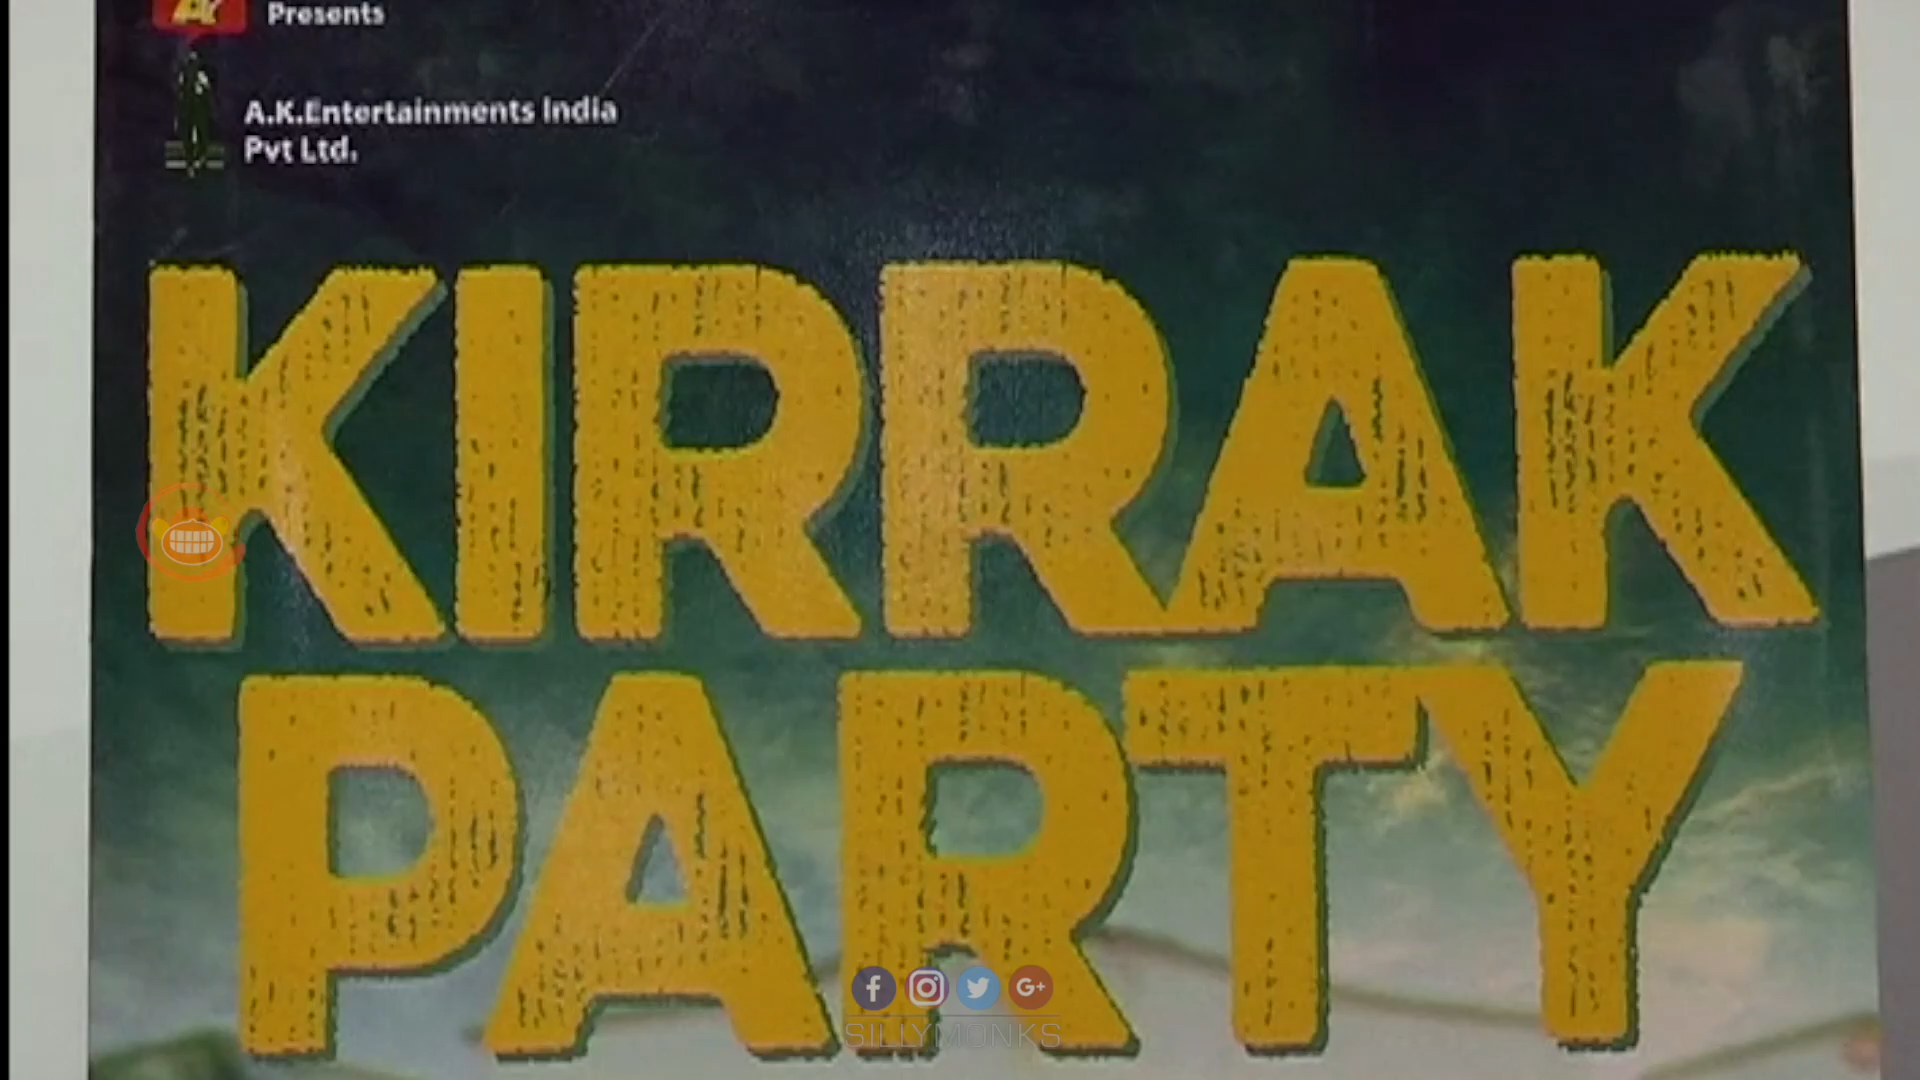 Presents
A.K.Entertainments India
Pvt Ltd.
KIRRAK
PARTY
SILLYMONKS